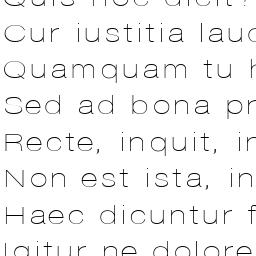 Quis hoc dicit?
Cur iustitia laud
Quamquam tu h
Sed ad bona pr
Recte, inquit, in
Non est ista, in
Haec dicuntur f
Igitur ne dolore